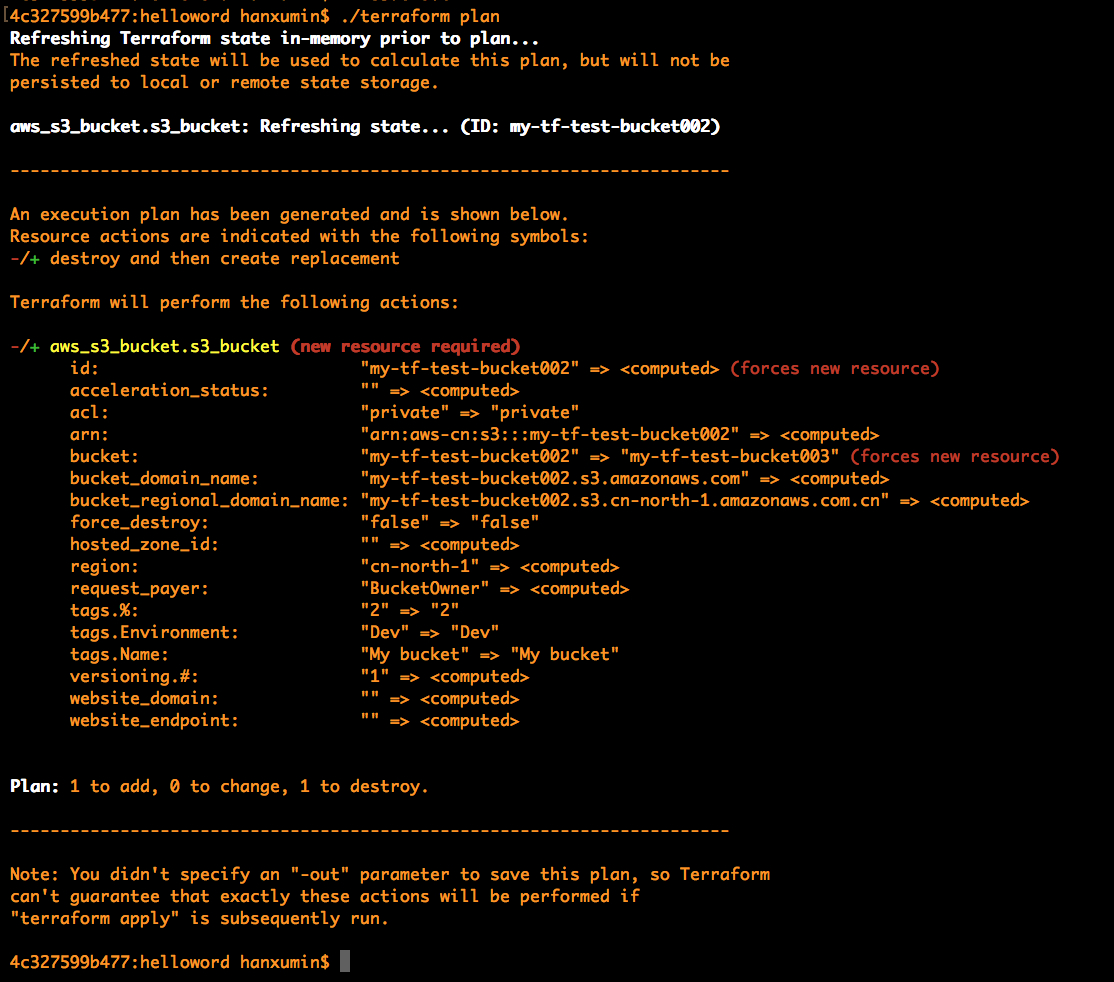 [4c327599b477:helloword hanxumin$ ./terraform plan
Refreshing Terraform state in-memory prior to plan...
The refreshed state will be used to calculate this plan, but will not be
persisted to local or remote state storage.
aws_s3_bucket.s3_bucket: Refreshing state... (ID: my-tf-test-bucket002)
------------------------------------------------------------------------
An execution plan has been generated and is shown below.
Resource actions are indicated with the following symbols:
-/+ destroy and then create replacement
Terraform will perform the following actions:
-/+ aws_s3_bucket.s3_bucket (new resource required)
id: "my-tf-test-bucket002" => <computed> (forces new resource)
acceleration_status: "" => <computed>
acl: "private" => "private"
arn: "arn:aws-cn:s3:::my-tf-test-bucket002" => <computed>
bucket: "my-tf-test-bucket002" => "my-tf-test-bucket003" (forces new resource)
bucket_domain_name: "my-tf-test-bucket002.s3.amazonaws.com" => <computed>
bucket_regional_domain_name: "my-tf-test-bucket002.s3.cn-north-1.amazonaws.com.cn" => <computed>
force_destroy: "false" => "false"
hosted_zone_id: "" => <computed>
region: "cn-north-1" => <computed>
request_payer: "BucketOwner" => <computed>
tags.%: "2" => "2"
tags.Environment: "Dev" => "Dev"
tags.Name: "My bucket" => "My bucket"
versioning.#: "1" => <computed>
website_domain: "" => <computed>
website_endpoint: "" => <computed>
Plan: 1 to add, 0 to change, 1 to destroy.
------------------------------------------------------------------------
Note: You didn't specify an "-out" parameter to save this plan, so Terraform
can't guarantee that exactly these actions will be performed if
"terraform apply" is subsequently run.
4c327599b477:helloword hanxumin$